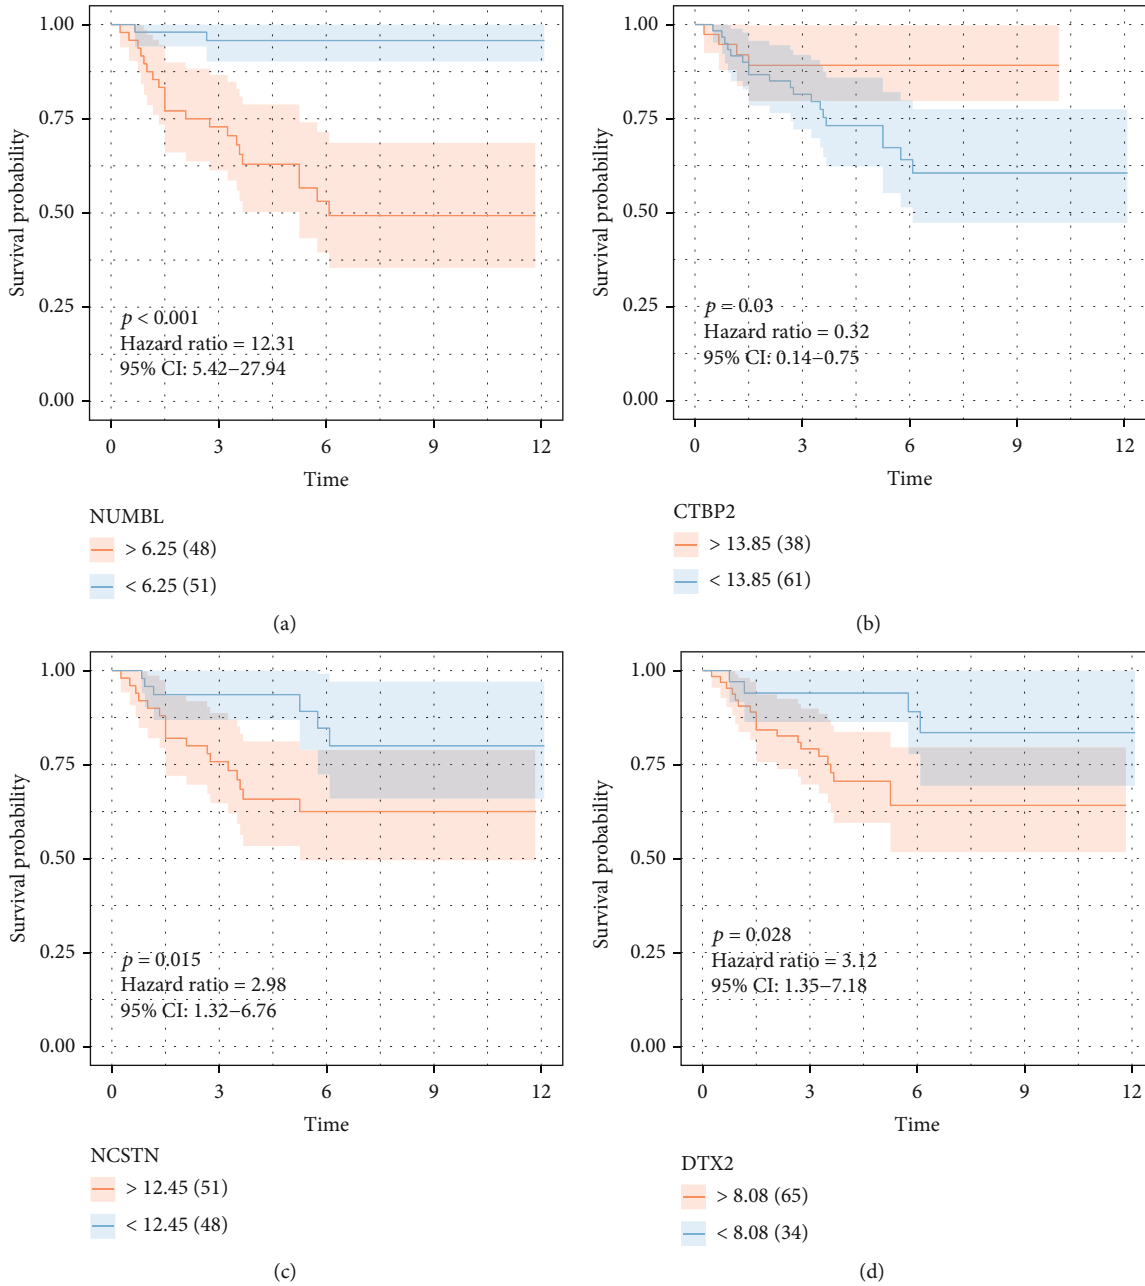 1.00
0.75
0.50
0.25
0.00
Survival probability
p < 0.001
Hazard ratio = 12.31
95% CI: 5.42–27.94
0 3 6 9 12
Time
NUMBL
> 6.25 (48)
< 6.25 (51)
(a)
1.00
0.75
0.50
0.25
0.00
Survival probability
p = 0.03
Hazard ratio = 0.32
95% CI: 0.14–0.75
0 3 6 9 12
Time
CTBP2
> 13.85 (38)
< 13.85 (61)
(b)
1.00
0.75
0.50
0.25
0.00
Survival probability
p = 0.015
Hazard ratio = 2.98
95% CI: 1.32–6.76
0 3 6 9 12
Time
NCSTN
> 12.45 (51)
< 12.45 (48)
(c)
1.00
0.75
0.50
0.25
0.00
Survival probability
p = 0.028
Hazard ratio = 3.12
95% CI: 1.35–7.18
0 3 6 9 12
Time
DTX2
> 8.08 (65)
< 8.08 (34)
(d)